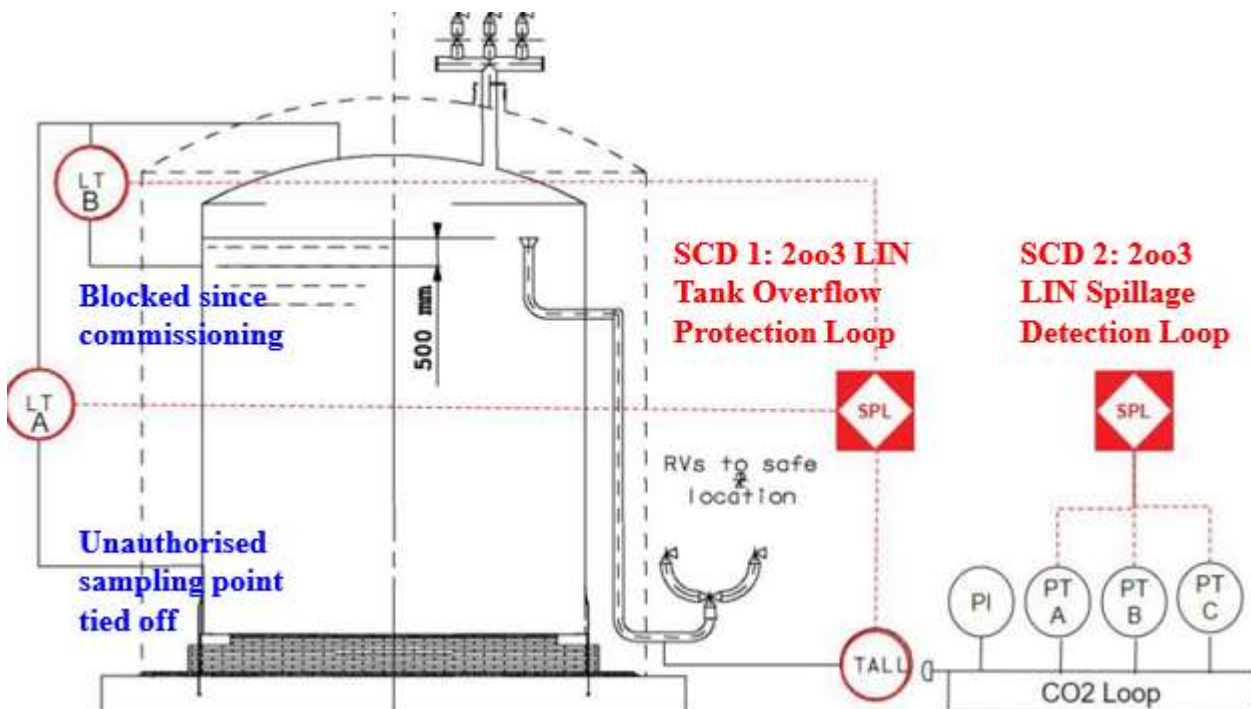 LT
B
Blocked since
commissioning
500 mm
LT
A
Unauthorised
sampling point
tied off
SCD 1: 2oo3 LIN
Tank Overflow
Protection Loop
SCD 2: 2oo3
LIN Spillage
Detection Loop
SPL
SPL
RVs to safe
location
TALL
PI
PT
A
PT
B
PT
C
CO2 Loop